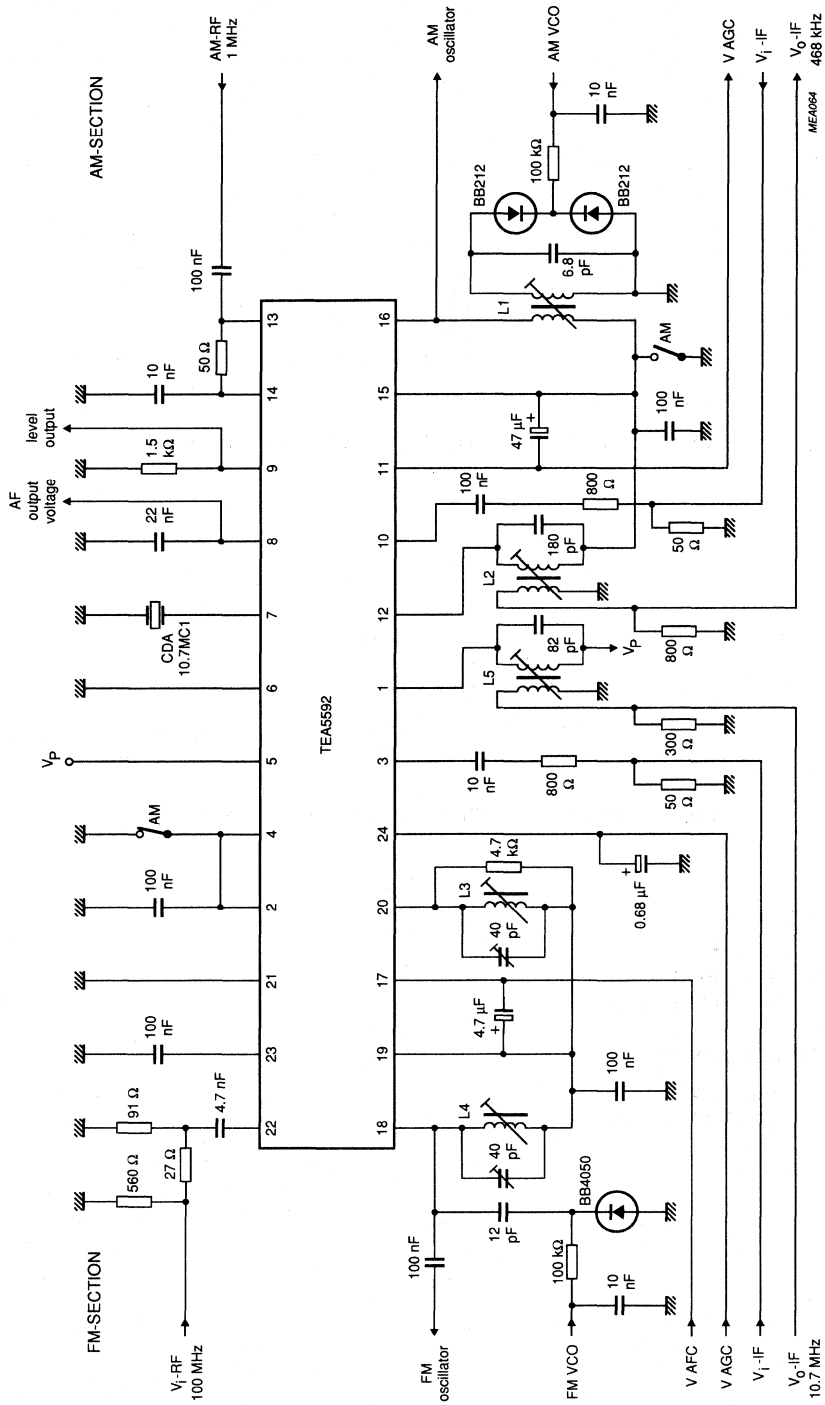 FM-SECTION
AM-SECTION
Vi-RF
100 MHz
560 Ω
91 Ω
27 Ω
4.7 nF
100
nF
100
nF
AM
VP
CDA
10.7MC1
22
nF
AF
output
voltage
1.5
kΩ
level
output
10
nF
50 Ω
100 nF
AM-RF
1 MHz
22
23
21
2
4
5
6
7
8
9
14
13
TEA5592
18
19
17
20
24
3
1
12
10
11
15
16
FM
oscillator
100 nF
12
pF
40
pF
L4
4.7 µF
+
40
pF
L3
4.7
kΩ
+
0.68 µF
10
nF
800
Ω
50
Ω
L5
82
pF
VP
300
Ω
L2
180
pF
800
Ω
100
nF
800
Ω
50
Ω
47 µF
+
100
nF
AM
L1
6.8
pF
BB212
BB212
100 kΩ
10
nF
AM
oscillator
AM VCO
V AGC
Vi-IF
Vo-IF
468 kHz
MEA064
FM VCO
100 kΩ
10
nF
BB4050
100
nF
V AFC
V AGC
Vi-IF
Vo-IF
10.7 MHz